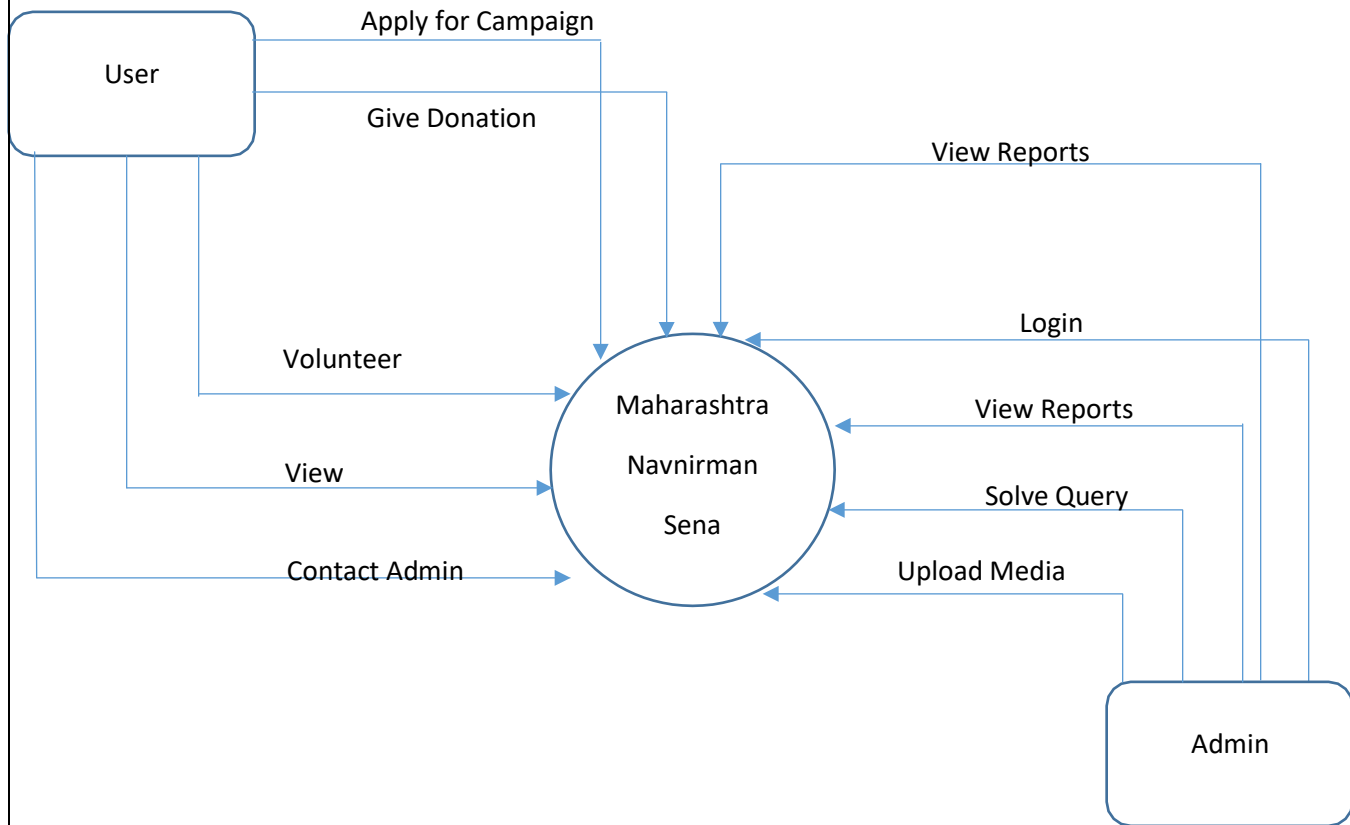 Apply for Campaign
User
Give Donation
View Reports
Login
Volunteer
Maharashtra
View Reports
Navnirman
View
Solve Query
Sena
Contact Admin
Upload Media
Admin